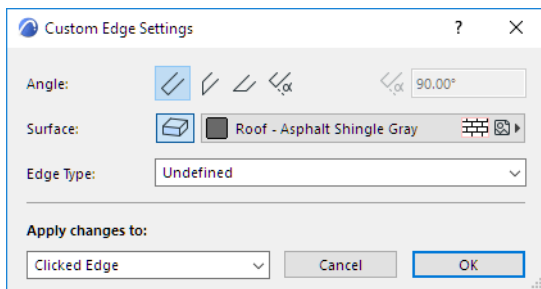 Custom Edge Settings ? ×
Angle: α α 90.00°
Surface: Roof - Asphalt Shingle Gray
Edge Type: Undefined
Apply changes to:
Clicked Edge Cancel OK